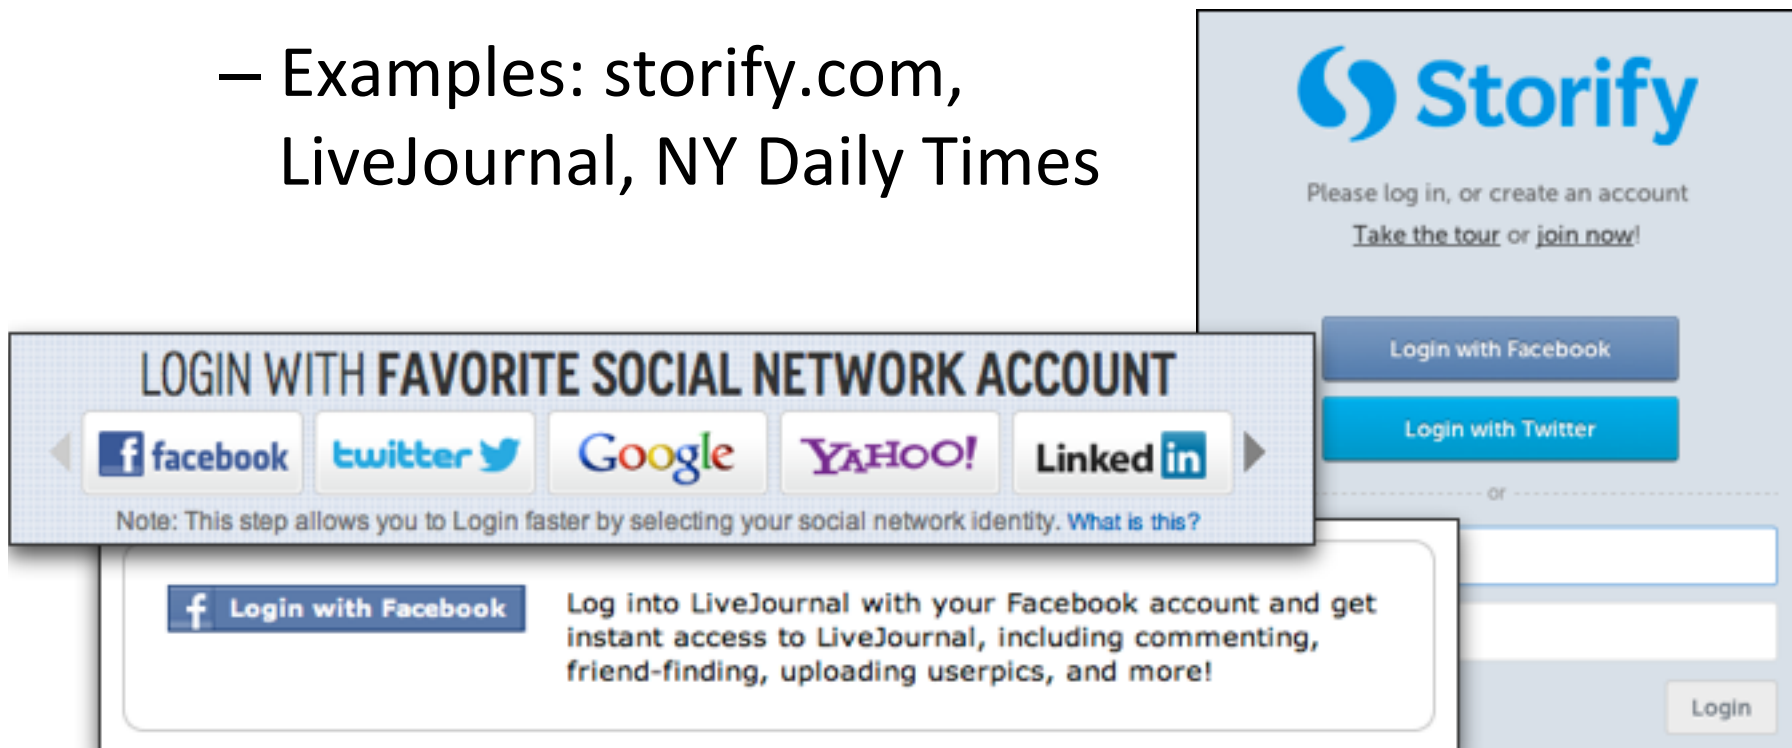 – Examples: storify.com,
LiveJournal, NY Daily Times
Storify
Please log in, or create an account
Take the tour or join now!
Login with Facebook
Login with Twitter
or
Login
LOGIN WITH FAVORITE SOCIAL NETWORK ACCOUNT
facebook twitter Google YAHOO! Linked in
Note: This step allows you to Login faster by selecting your social network identity. What is this?
f Login with Facebook
Log into LiveJournal with your Facebook account and get
instant access to LiveJournal, including commenting,
friend-finding, uploading userpics, and more!